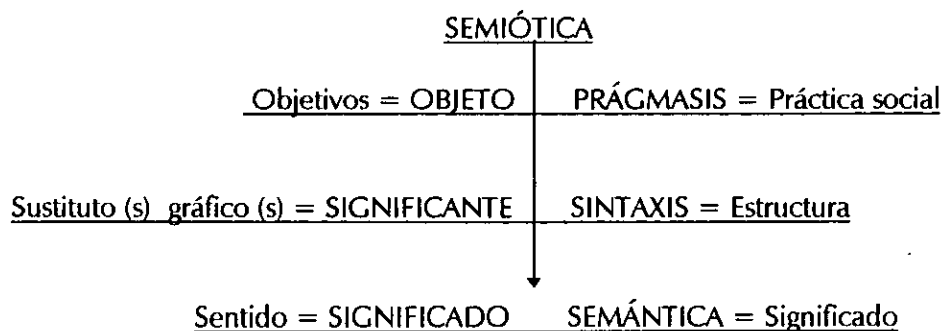 SEMIÓTICA
Objetivos = OBJETO PRÁGMASIS = Práctica social
Sustituto (s) gráfico (s) = SIGNIFICANTE SINTAXIS = Estructura
Sentido = SIGNIFICADO SEMÁNTICA = Significado